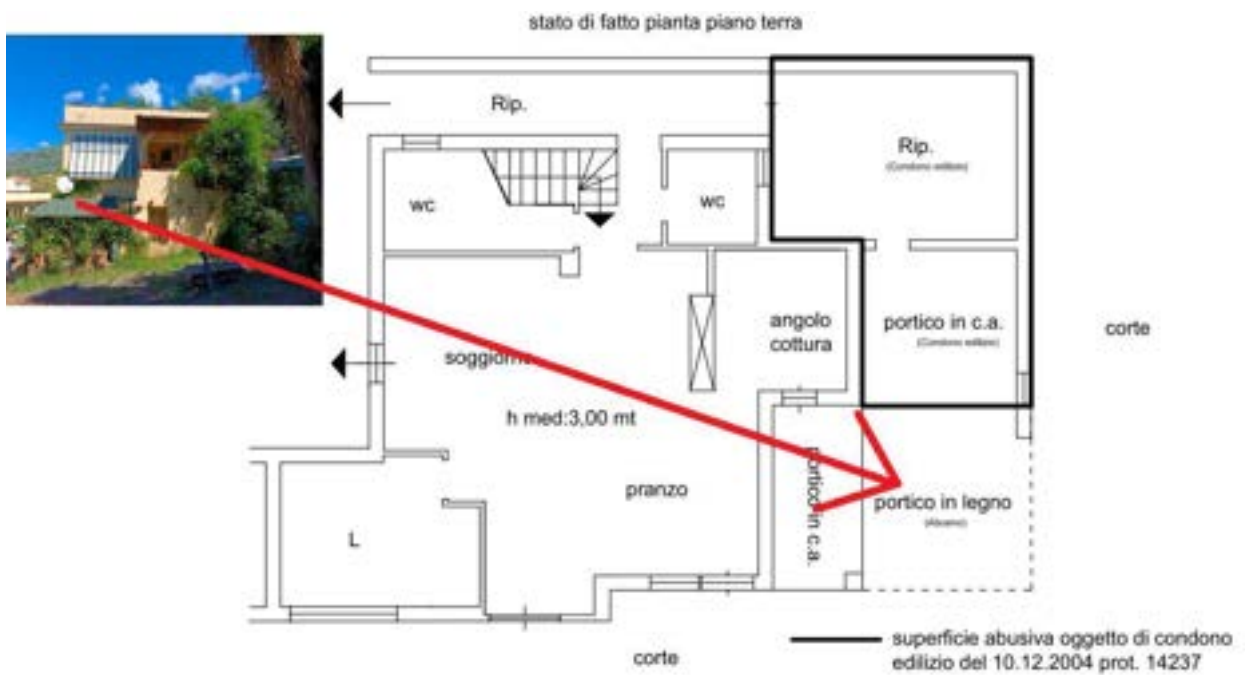 stato di fatto pianta piano terra
Rip.
Rip.
(Condono edilizio)
wc
wc
angolo
cottura
portico in c.a.
(Condono edilizio)
corte
soggiorno
h med:3,00 mt
pranzo
portico in c.a.
portico in legno
(Abusivo)
L
corte
superficie abusiva oggetto di condono
edilizio del 10.12.2004 prot. 14237